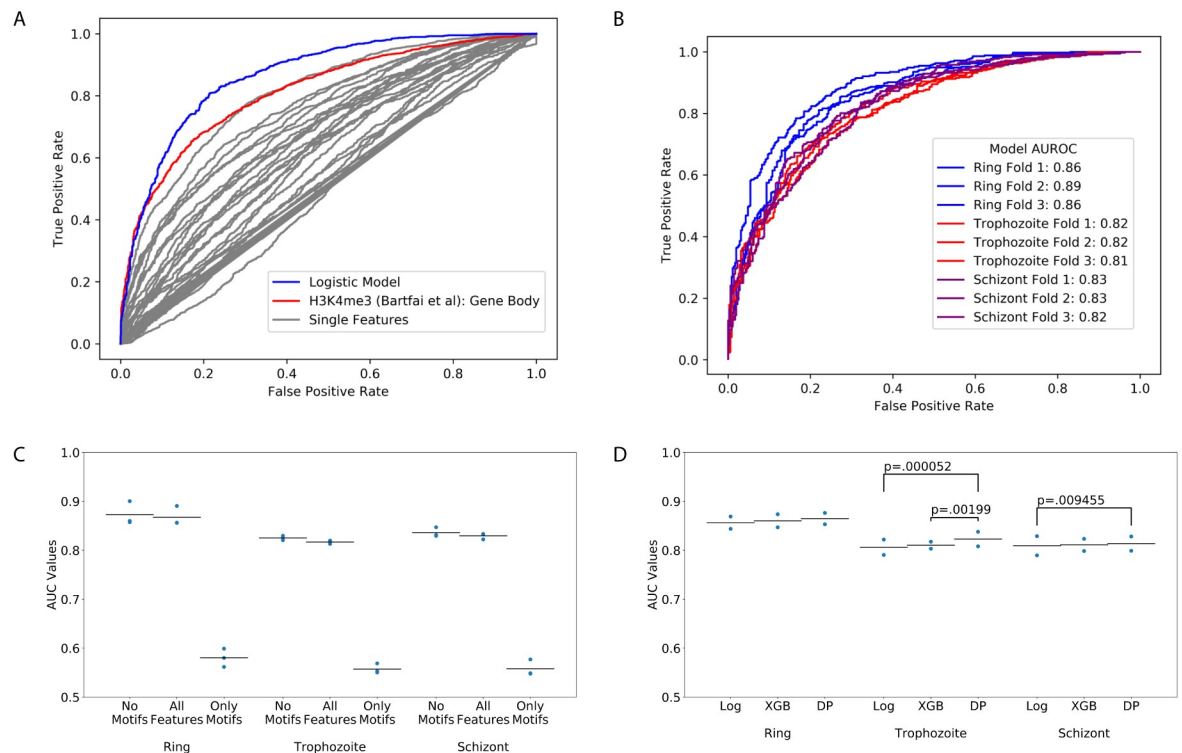 A
1.0
0.8
0.6
0.4
0.2
0.0
True Positive Rate
0.0 0.2 0.4 0.6 0.8 1.0
False Positive Rate
Logistic Model
H3K4me3 (Bartfai et al): Gene Body
Single Features
B
1.0
0.8
0.6
0.4
0.2
0.0
True Positive Rate
0.0 0.2 0.4 0.6 0.8 1.0
False Positive Rate
Model AUROC
Ring Fold 1: 0.86
Ring Fold 2: 0.89
Ring Fold 3: 0.86
Trophozoite Fold 1: 0.82
Trophozoite Fold 2: 0.82
Trophozoite Fold 3: 0.81
Schizont Fold 1: 0.83
Schizont Fold 2: 0.83
Schizont Fold 3: 0.82
C
1.0
0.9
0.8
0.7
0.6
0.5
AUC Values
No All Only No All Only No All Only
Motifs Features Motifs Motifs Features Motifs Motifs Features Motifs
Ring Trophozoite Schizont
D
1.0
0.9
0.8
0.7
0.6
0.5
AUC Values
p=.000052
p=.00199
p=.009455
Log XGB DP Log XGB DP Log XGB DP
Ring Trophozoite Schizont